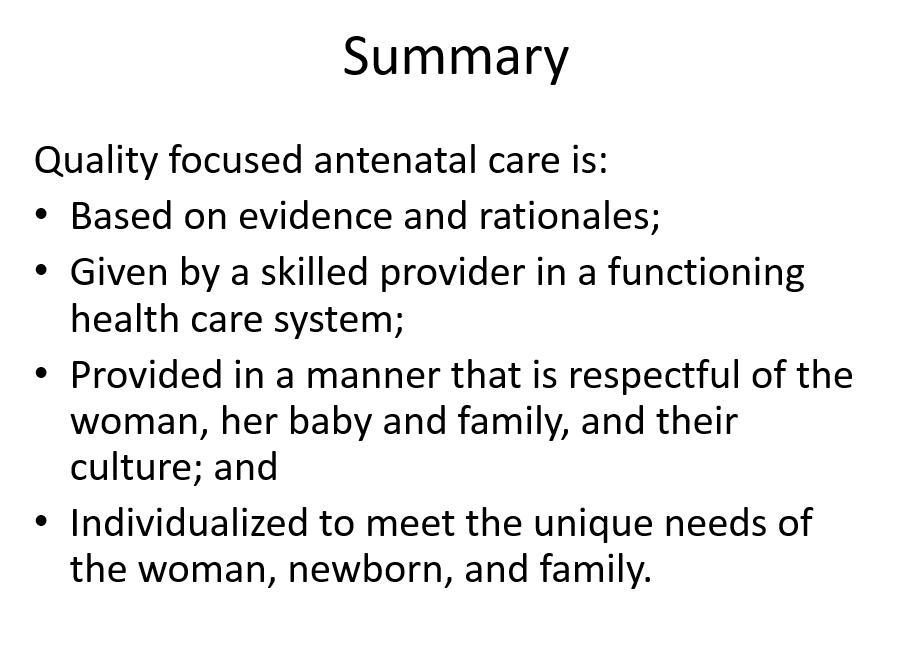 Summary
Quality focused antenatal care is:
• Based on evidence and rationales;
• Given by a skilled provider in a functioning
health care system;
• Provided in a manner that is respectful of the
woman, her baby and family, and their
culture; and
• Individualized to meet the unique needs of
the woman, newborn, and family.